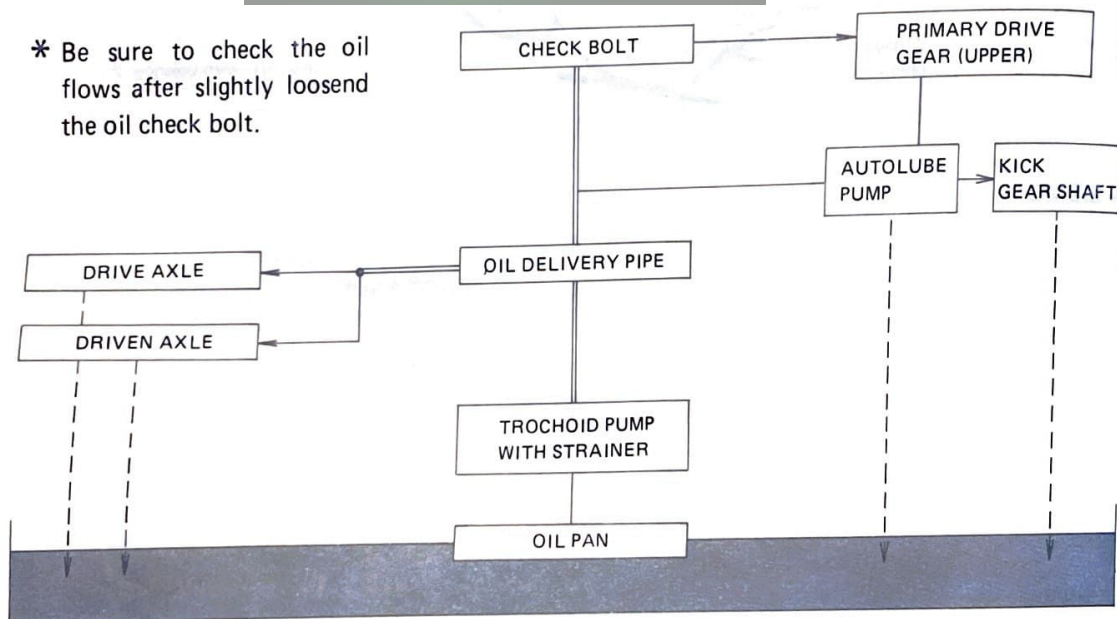 * Be sure to check the oil
flows after slightly loosend
the oil check bolt.
CHECK BOLT
PRIMARY DRIVE
GEAR (UPPER)
AUTOLUBE
PUMP
KICK
GEAR SHAFT
DRIVE AXLE
OIL DELIVERY PIPE
DRIVEN AXLE
TROCHOID PUMP
WITH STRAINER
OIL PAN